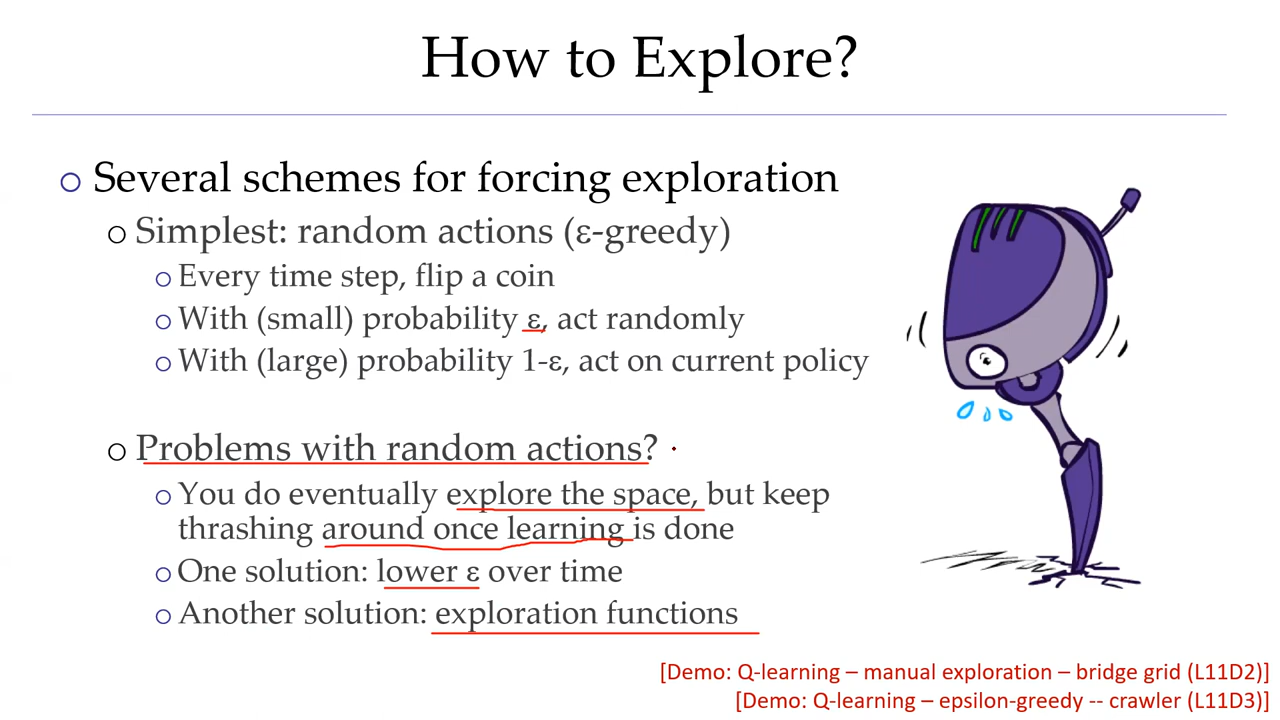 How to Explore?
Several schemes for forcing exploration
Simplest: random actions (ε-greedy)
Every time step, flip a coin
With (small) probability ε, act randomly
With (large) probability 1-ε, act on current policy
Problems with random actions?
You do eventually explore the space, but keep
thrashing around once learning is done
One solution: lower ε over time
Another solution: exploration functions
[Demo: Q-learning – manual exploration – bridge grid (L11D2)]
[Demo: Q-learning – epsilon-greedy -- crawler (L11D3)]